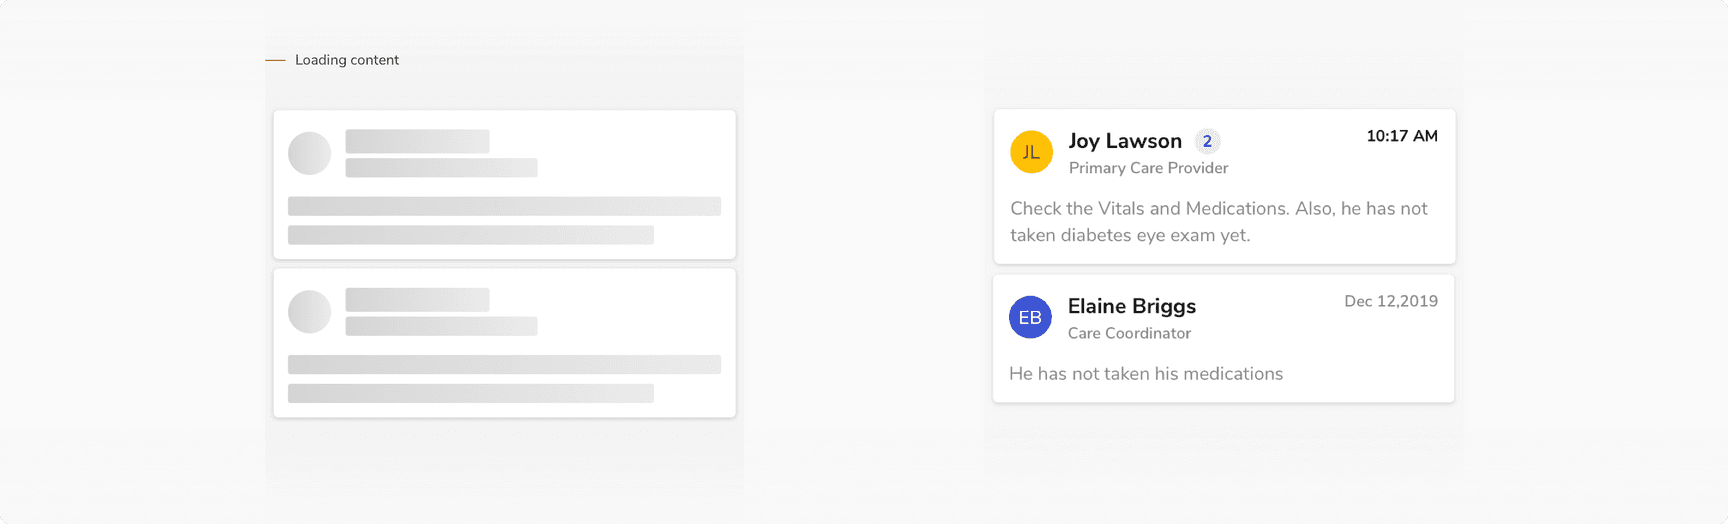 Loading content
JL
Joy Lawson 2
10:17 AM
Primary Care Provider
Check the Vitals and Medications. Also, he has not
taken diabetes eye exam yet.
EB
Elaine Briggs
Dec 12,2019
Care Coordinator
He has not taken his medications